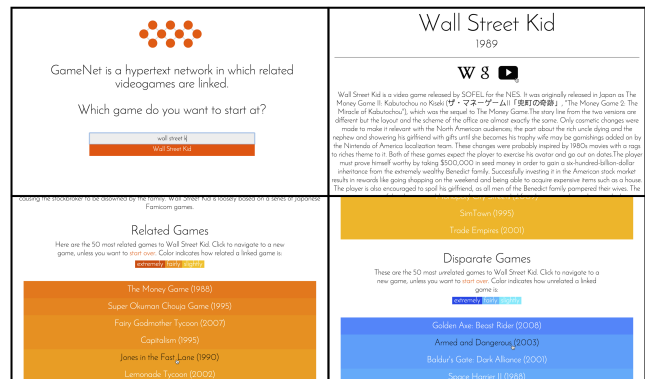 GameNet is a hypertext network in which related
videogames are linked.
Which game do you want to start at?
wall street k
Wall Street Kid
Wall Street Kid
1989
W 8
Wall Street Kid is a video game released by SOFEL for the NES. It was originally released in Japan as The
Money Game II: Kabutochou no Kiseki (ザ・マネーゲームII「兜町の奇跡」, "The Money Game 2: The
Miracle of Kabutochou"), which was the sequel to The Money Game.The story line from the two versions are
different but the layout and the scheme of the office are almost exactly the same. Only cosmetic changes were
made to make it relevant with the North American audiences; the part about the rich uncle dying and the
nephew and showering his girlfriend with gifts until she becomes his trophy wife may be garnishings added on by
the Nintendo of America localization team. These changes were probably inspired by 1980s movies with a rags
to riches theme to it. Both of these games expect the player to exercise his avatar and go out on dates.The player
must prove himself worthy by taking $500,000 in seed money in order to gain a six-hundred-billion-dollar
inheritance from the extremely wealthy Benedict family. Successfully investing it in the American stock market
results in rewards like going shopping on the weekend and being able to acquire expensive items such as a house.
The player is also encouraged to spoil his girlfriend, as all men of the Benedict family pampered their wives. The
causing the stockbroker to be disowned by the family. Wall Street Kid is loosely based on a series of Japanese
Famicom games.
Related Games
Here are the 50 most related games to Wall Street Kid. Click to navigate to a new
game, unless you want to start over. Color indicates how related a linked game is:
extremely fairly slightly
The Money Game (1988)
Super Okuman Chouja Game (1995)
Fairy Godmother Tycoon (2007)
Capitalism (1995)
Jones in the Fast Lane (1990)
Lemonade Tycoon (2002)
SimTown (1995)
Trade Empires (2001)
Disparate Games
These are the 50 most unrelated games to Wall Street Kid. Click to navigate to a
new game, unless you want to start over. Color indicates how unrelated a linked
game is:
extremely fairly slightly
Golden Axe: Beast Rider (2008)
Armed and Dangerous (2003)
Baldur's Gate: Dark Alliance (2001)
Space Harrier II (1988)